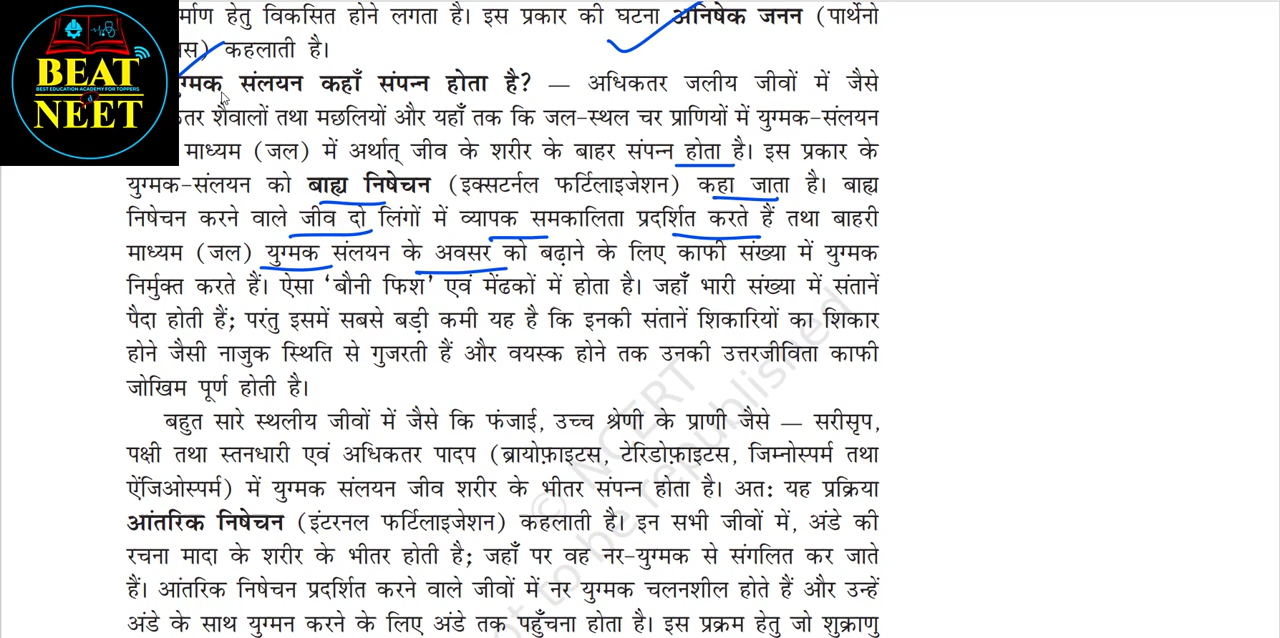 र्माण हेतु विकसित होने लगता है। इस प्रकार की घटना अनिषेक जनन (पार्थेनो
स) कहलाती है।
BEAT
BEST EDUCATION ACADEMY FOR TOPPERS
NEET
ग्मक संलयन कहाँ संपन्न होता है? — अधिकतर जलीय जीवों में जैसे
तर शैवालों तथा मछलियों और यहाँ तक कि जल-स्थल चर प्राणियों में युग्मक-संलयन
माध्यम (जल) में अर्थात् जीव के शरीर के बाहर संपन्न होता है। इस प्रकार के
युग्मक-संलयन को बाह्य निषेचन (इक्सटर्नल फर्टिलाइजेशन) कहा जाता है। बाह्य
निषेचन करने वाले जीव दो लिंगों में व्यापक समकालिता प्रदर्शित करते हैं तथा बाहरी
माध्यम (जल) युग्मक संलयन के अवसर को बढ़ाने के लिए काफी संख्या में युग्मक
निर्मुक्त करते हैं। ऐसा ‘बौनी फिश’ एवं मेंढकों में होता है। जहाँ भारी संख्या में संतानें
पैदा होती हैं; परंतु इसमें सबसे बड़ी कमी यह है कि इनकी संतानें शिकारियों का शिकार
होने जैसी नाजुक स्थिति से गुजरती हैं और वयस्क होने तक उनकी उत्तरजीविता काफी
जोखिम पूर्ण होती है।
बहुत सारे स्थलीय जीवों में जैसे कि फंजाई, उच्च श्रेणी के प्राणी जैसे — सरीसृप,
पक्षी तथा स्तनधारी एवं अधिकतर पादप (ब्रायोफ़ाइटस, टेरिडोफ़ाइटस, जिम्नोस्पर्म तथा
ऐंजिओस्पर्म) में युग्मक संलयन जीव शरीर के भीतर संपन्न होता है। अत: यह प्रक्रिया
आंतरिक निषेचन (इंटरनल फर्टिलाइजेशन) कहलाती है। इन सभी जीवों में, अंडे की
रचना मादा के शरीर के भीतर होती है; जहाँ पर वह नर-युग्मक से संगलित कर जाते
हैं। आंतरिक निषेचन प्रदर्शित करने वाले जीवों में नर युग्मक चलनशील होते हैं और उन्हें
अंडे के साथ युग्मन करने के लिए अंडे तक पहुँचना होता है। इस प्रक्रम हेतु जो शुक्राणु
© NCERT
not to be republished